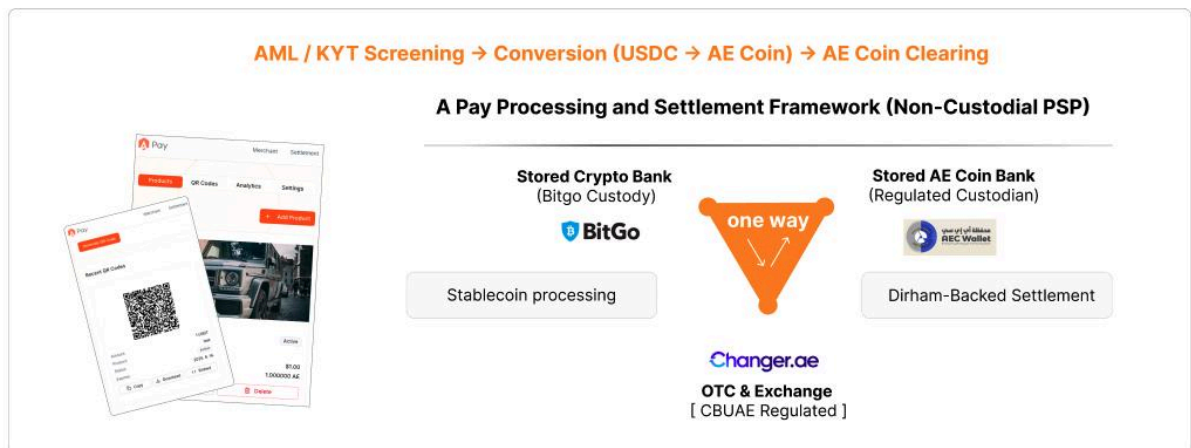 AML / KYT Screening → Conversion (USDC → AE Coin) → AE Coin Clearing
A Pay Processing and Settlement Framework (Non-Custodial PSP)
Pay
Merchant Settlement
Products QR Codes Analytics Settings
+ Add Product
Active
$1.00
1.000000 AE
Delete
Pay
Merchant Settlement
Recent QR Codes
Copy Download
Stored Crypto Bank
(Bitgo Custody)
BitGo
Stablecoin processing
one way
Stored AE Coin Bank
(Regulated Custodian)
AEC Wallet
Dirham-Backed Settlement
Changer.ae
OTC & Exchange
[ CBUAE Regulated ]